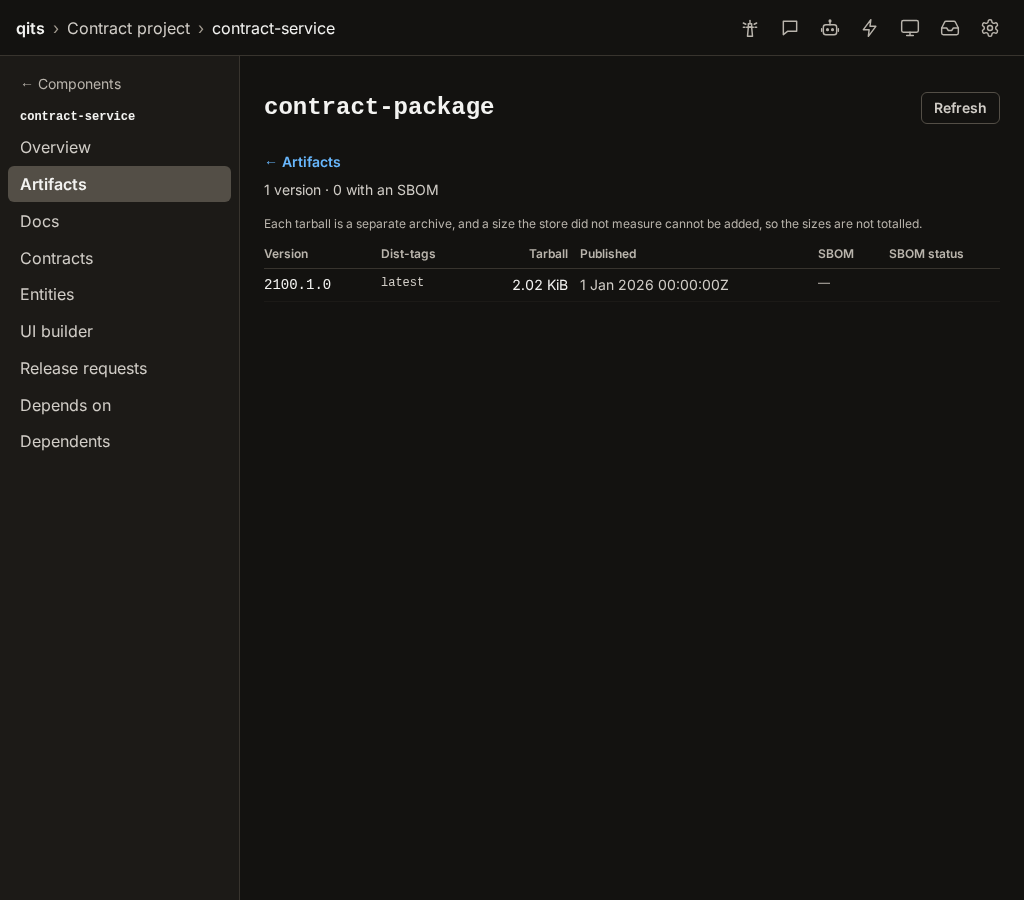 qits › Contract project › contract-service
← Components
contract-service
Overview
Artifacts
Docs
Contracts
Entities
UI builder
Release requests
Depends on
Dependents
contract-package
Refresh
← Artifacts
1 version · 0 with an SBOM
Each tarball is a separate archive, and a size the store did not measure cannot be added, so the sizes are not totalled.
Version Dist-tags Tarball Published SBOM SBOM status
2100.1.0 latest 2.02 KiB 1 Jan 2026 00:00:00Z —